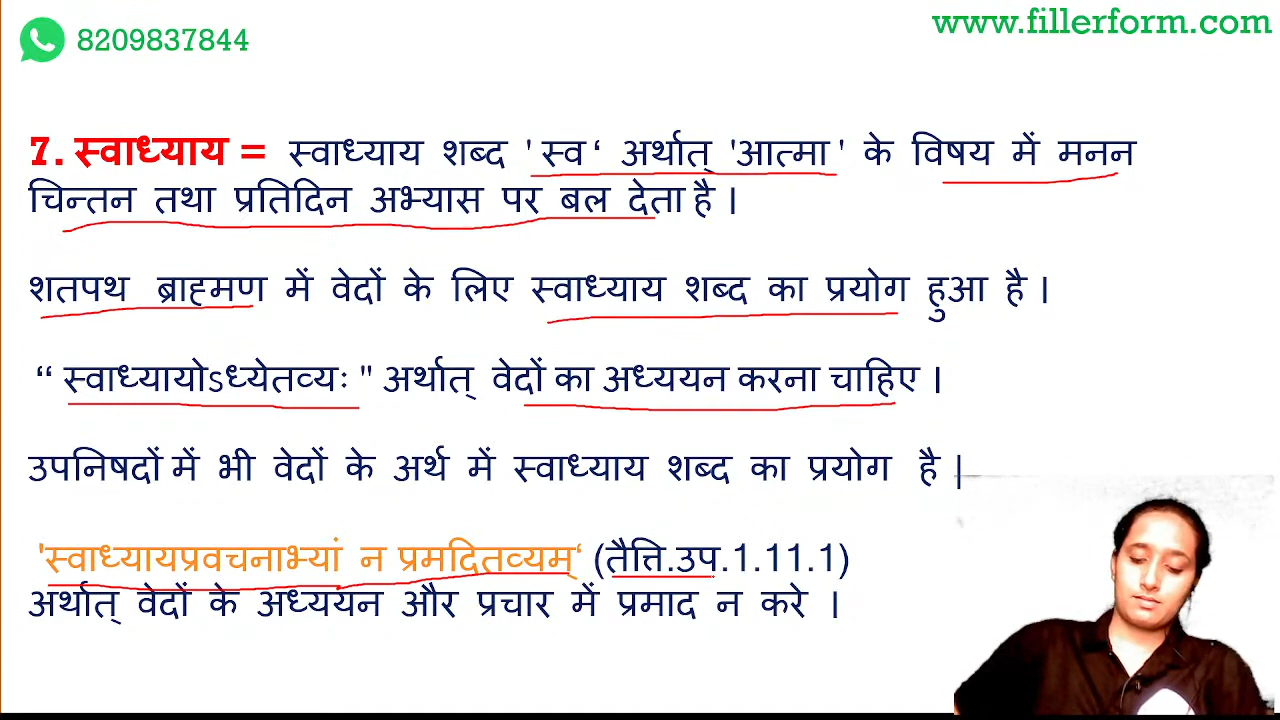 8209837844
www.fillerform.com
7. स्वाध्याय = स्वाध्याय शब्द ' स्व‘ अर्थात् 'आत्मा ' के विषय में मनन
चिन्तन तथा प्रतिदिन अभ्यास पर बल देता है ।
शतपथ ब्राह्मण में वेदों के लिए स्वाध्याय शब्द का प्रयोग हुआ है ।
“ स्वाध्यायोऽध्येतव्यः " अर्थात् वेदों का अध्ययन करना चाहिए ।
उपनिषदों में भी वेदों के अर्थ में स्वाध्याय शब्द का प्रयोग है |
'स्वाध्यायप्रवचनाभ्यां न प्रमदितव्यम्‘ (तैत्ति.उप.1.11.1)
अर्थात् वेदों के अध्ययन और प्रचार में प्रमाद न करे ।